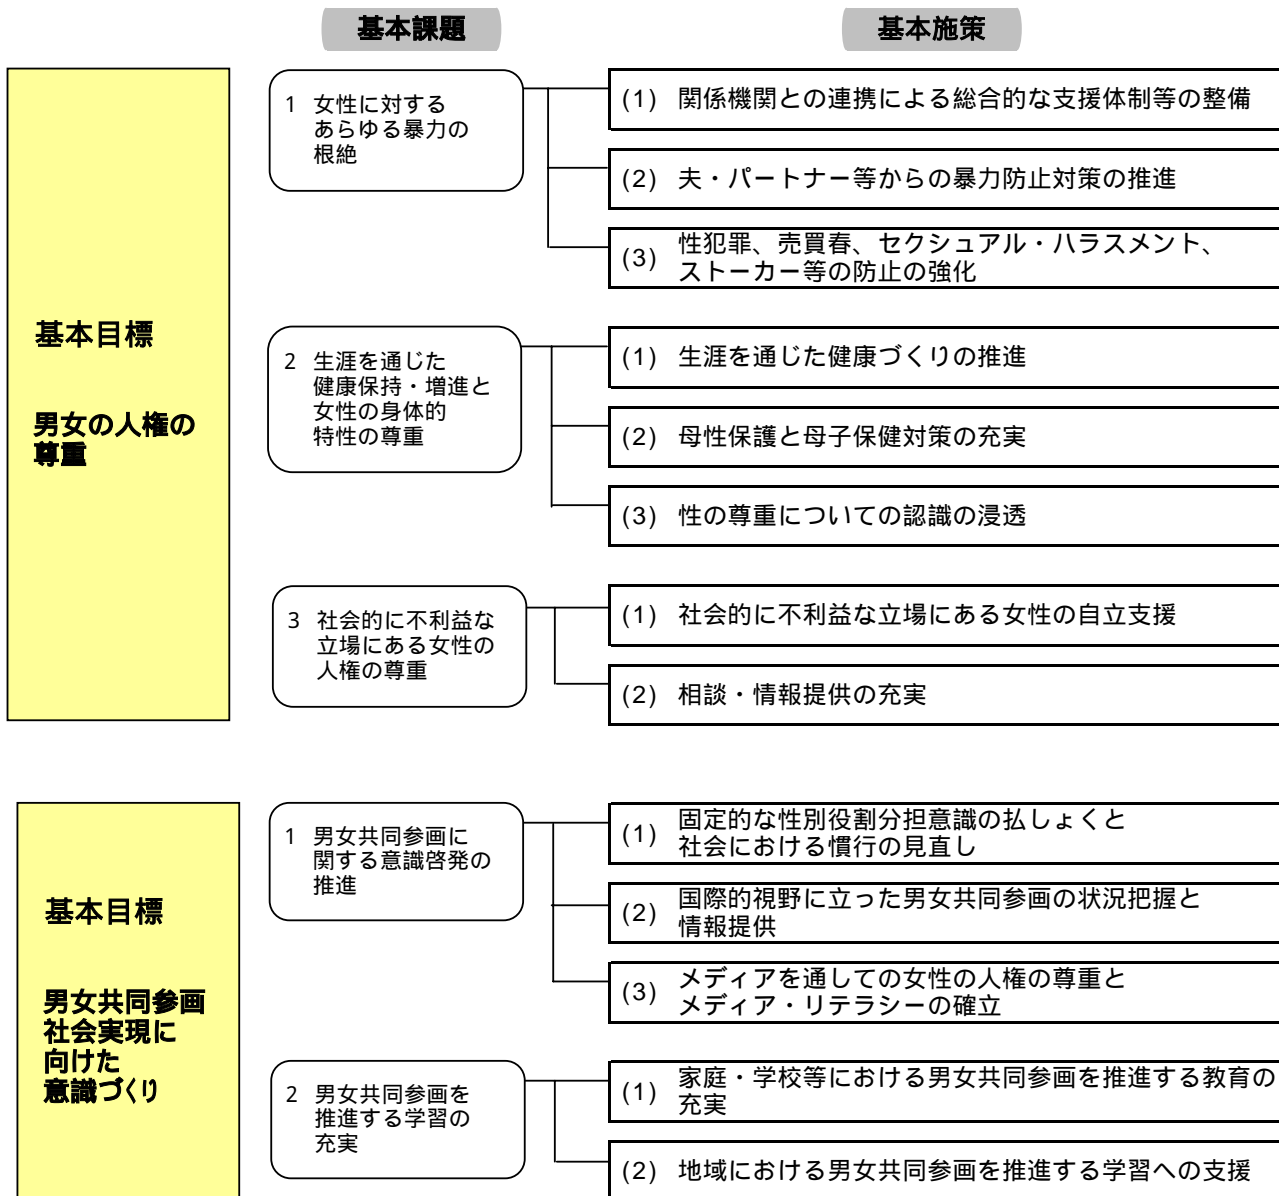 基本課題
基本施策
基本目標
男女の人権の
尊重
1 女性に対する
あらゆる暴力の
根絶
(1) 関係機関との連携による総合的な支援体制等の整備
(2) 夫・パートナー等からの暴力防止対策の推進
(3) 性犯罪、売買春、セクシュアル・ハラスメント、
ストーカー等の防止の強化
2 生涯を通じた
健康保持・増進と
女性の身体的
特性の尊重
(1) 生涯を通じた健康づくりの推進
(2) 母性保護と母子保健対策の充実
(3) 性の尊重についての認識の浸透
3 社会的に不利益な
立場にある女性の
人権の尊重
(1) 社会的に不利益な立場にある女性の自立支援
(2) 相談・情報提供の充実
基本目標
男女共同参画
社会実現に
向けた
意識づくり
1 男女共同参画に
関する意識啓発の
推進
(1) 固定的な性別役割分担意識の払しょくと
社会における慣行の見直し
(2) 国際的視野に立った男女共同参画の状況把握と
情報提供
(3) メディアを通しての女性の人権の尊重と
メディア・リテラシーの確立
2 男女共同参画を
推進する学習の
充実
(1) 家庭・学校等における男女共同参画を推進する教育の
充実
(2) 地域における男女共同参画を推進する学習への支援